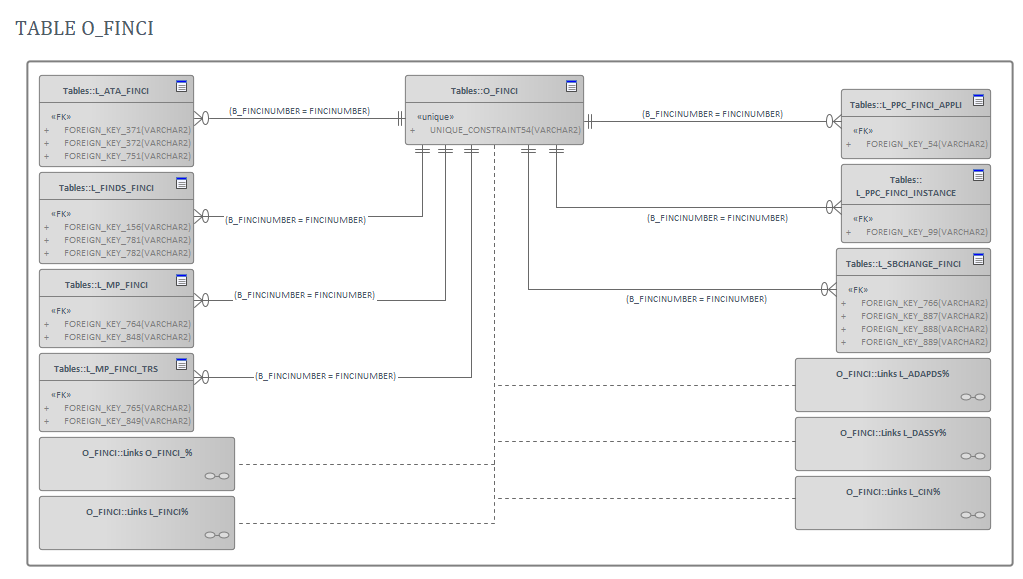 TABLE O_FINCI
Tables::L_ATA_FINCI
«FK»
+ FOREIGN_KEY_371(VARCHAR2)
+ FOREIGN_KEY_372(VARCHAR2)
+ FOREIGN_KEY_751(VARCHAR2)
(B_FINCINUMBER = FINCINUMBER)
Tables::O_FINCI
«unique»
+ UNIQUE_CONSTRAINT54(VARCHAR2)
(B_FINCINUMBER = FINCINUMBER)
Tables::L_PPC_FINCI_APPLI
«FK»
+ FOREIGN_KEY_54(VARCHAR2)
Tables::L_FINDS_FINCI
«FK»
+ FOREIGN_KEY_156(VARCHAR2)
+ FOREIGN_KEY_781(VARCHAR2)
+ FOREIGN_KEY_782(VARCHAR2)
(B_FINCINUMBER = FINCINUMBER)
(B_FINCINUMBER = FINCINUMBER)
Tables::
L_PPC_FINCI_INSTANCE
«FK»
+ FOREIGN_KEY_99(VARCHAR2)
Tables::L_MP_FINCI
«FK»
+ FOREIGN_KEY_764(VARCHAR2)
+ FOREIGN_KEY_848(VARCHAR2)
(B_FINCINUMBER = FINCINUMBER)
(B_FINCINUMBER = FINCINUMBER)
Tables::L_SBCHANGE_FINCI
«FK»
+ FOREIGN_KEY_766(VARCHAR2)
+ FOREIGN_KEY_887(VARCHAR2)
+ FOREIGN_KEY_888(VARCHAR2)
+ FOREIGN_KEY_889(VARCHAR2)
Tables::L_MP_FINCI_TRS
«FK»
+ FOREIGN_KEY_765(VARCHAR2)
+ FOREIGN_KEY_849(VARCHAR2)
(B_FINCINUMBER = FINCINUMBER)
O_FINCI::Links L_ADAPDS%
O_FINCI::Links O_FINCI_%
O_FINCI::Links L_DASSY%
O_FINCI::Links L_FINCI%
O_FINCI::Links L_CIN%